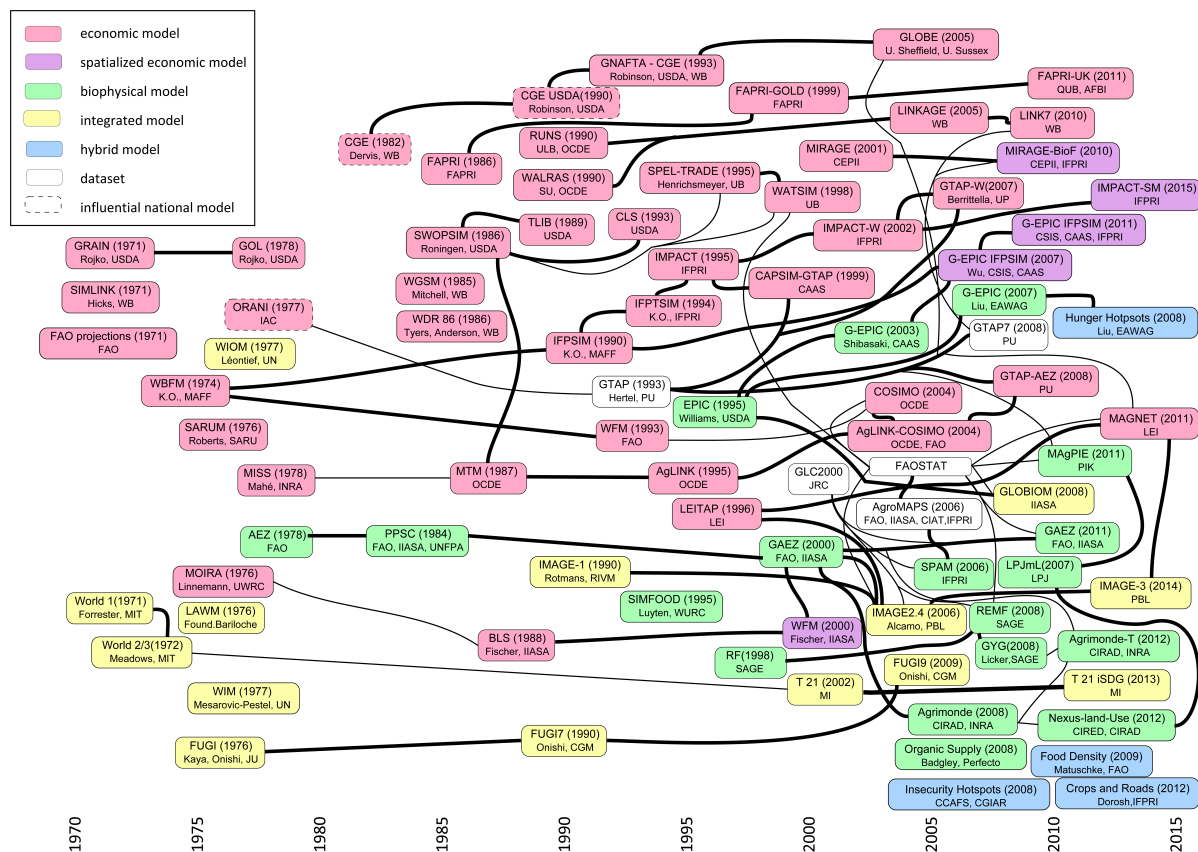 economic model
spatialized economic model
biophysical model
integrated model
hybrid model
dataset
influential national model
GLOBE (2005)
U. Sheffield, U. Sussex
GNAFTA - CGE (1993)
Robinson, USDA, WB
CGE USDA(1990)
Robinson, USDA
FAPRI-GOLD (1999)
FAPRI
FAPRI-UK (2011)
QUB, AFBI
CGE (1982)
Dervis, WB
FAPRI (1986)
FAPRI
RUNS (1990)
ULB, OCDE
LINKAGE (2005)
WB
LINK7 (2010)
WB
MIRAGE (2001)
CEPII
MIRAGE-BioF (2010)
CEPII, IFPRI
WALRAS (1990)
SU, OCDE
SPEL-TRADE (1995)
Henrichsmeyer, UB
WATSIM (1998)
UB
GTAP-W(2007)
Berrittella, UP
IMPACT-SM (2015)
IFPRI
TLIB (1989)
USDA
CLS (1993)
USDA
SWOPSIM (1986)
Roningen, USDA
IMPACT-W (2002)
IFPRI
G-EPIC IFPSIM (2011)
CSIS, CAAS, IFPRI
GRAIN (1971)
Rojko, USDA
GOL (1978)
Rojko, USDA
IMPACT (1995)
IFPRI
G-EPIC IFPSIM (2007)
Wu, CSIS, CAAS
SIMLINK (1971)
Hicks, WB
WGSM (1985)
Mitchell, WB
CAPSIM-GTAP (1999)
CAAS
G-EPIC (2007)
Liu, EAWAG
ORANI (1977)
IAC
IFPTSIM (1994)
K.O., IFPRI
WDR 86 (1986)
Tyers, Anderson, WB
Hunger Hotpsots (2008)
Liu, EAWAG
FAO projections (1971)
FAO
WIOM (1977)
Léontief, UN
IFPSIM (1990)
K.O., MAFF
G-EPIC (2003)
Shibasaki, CAAS
GTAP7 (2008)
PU
WBFM (1974)
K.O., MAFF
GTAP (1993)
Hertel, PU
GTAP-AEZ (2008)
PU
EPIC (1995)
Williams, USDA
COSIMO (2004)
OCDE
SARUM (1976)
Roberts, SARU
WFM (1993)
FAO
AgLINK-COSIMO (2004)
OCDE, FAO
MAGNET (2011)
LEI
MISS (1978)
Mahé, INRA
MTM (1987)
OCDE
AgLINK (1995)
OCDE
GLC2000
JRC
FAOSTAT
MAgPIE (2011)
PIK
GLOBIOM (2008)
IIASA
LEITAP (1996)
LEI
AgroMAPS (2006)
FAO, IIASA, CIAT,IFPRI
AEZ (1978)
FAO
PPSC (1984)
FAO, IIASA, UNFPA
GAEZ (2000)
FAO, IIASA
GAEZ (2011)
FAO, IIASA
MOIRA (1976)
Linnemann, UWRC
IMAGE-1 (1990)
Rotmans, RIVM
SPAM (2006)
IFPRI
LPJmL(2007)
LPJ
IMAGE-3 (2014)
PBL
World 1(1971)
Forrester, MIT
LAWM (1976)
Found.Bariloche
SIMFOOD (1995)
Luyten, WURC
IMAGE2.4 (2006)
Alcamo, PBL
REMF (2008)
SAGE
World 2/3(1972)
Meadows, MIT
BLS (1988)
Fischer, IIASA
WFM (2000)
Fischer, IIASA
GYG(2008)
Licker,SAGE
Agrimonde-T (2012)
CIRAD, INRA
RF(1998)
SAGE
FUGI9 (2009)
Onishi, CGM
WIM (1977)
Mesarovic-Pestel, UN
T 21 (2002)
MI
T 21 iSDG (2013)
MI
Agrimonde (2008)
CIRAD, INRA
Nexus-land-Use (2012)
CIRED, CIRAD
FUGI (1976)
Kaya, Onishi, JU
FUGI7 (1990)
Onishi, CGM
Organic Supply (2008)
Badgley, Perfecto
Food Density (2009)
Matuschke, FAO
Insecurity Hotspots (2008)
CCAFS, CGIAR
Crops and Roads (2012)
Dorosh,IFPRI
1970
1975
1980
1985
1990
1995
2000
2005
2010
2015